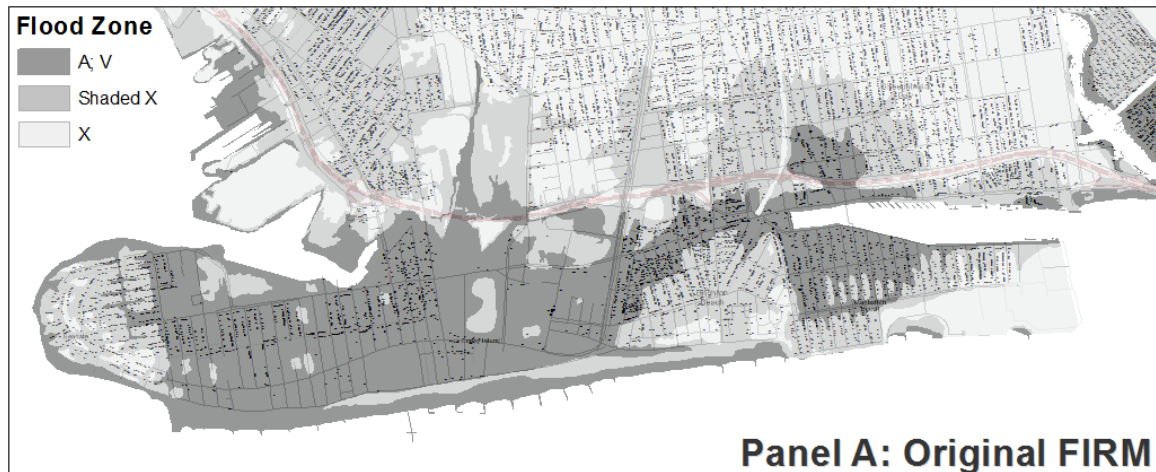 Flood Zone
A; V
Shaded X
X
Panel A: Original FIRM